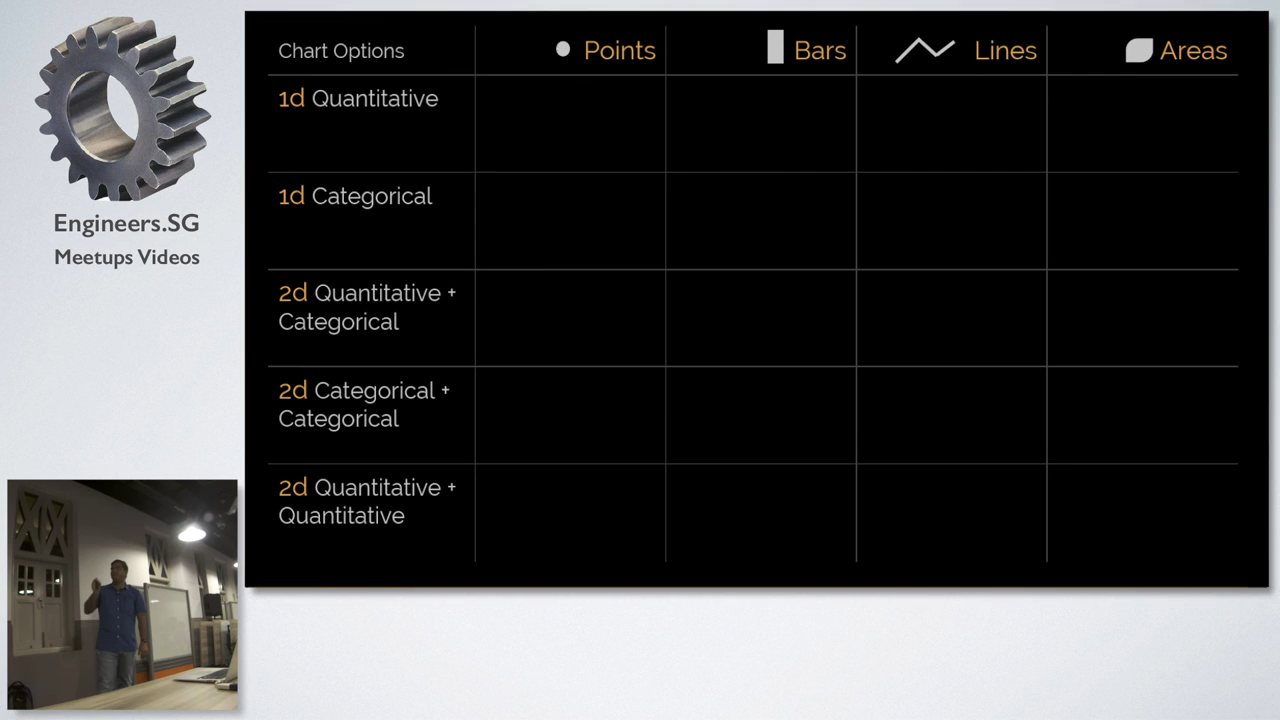 Engineers.SG
Meetups Videos
Chart Options
Points
Bars
Lines
Areas
1d Quantitative
1d Categorical
2d Quantitative +
Categorical
2d Categorical +
Categorical
2d Quantitative +
Quantitative